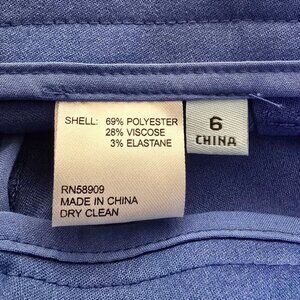 SHELL: 69% POLYESTER
28% VISCOSE
3% ELASTANE
RN58909
MADE IN CHINA
DRY CLEAN
6
CHINA